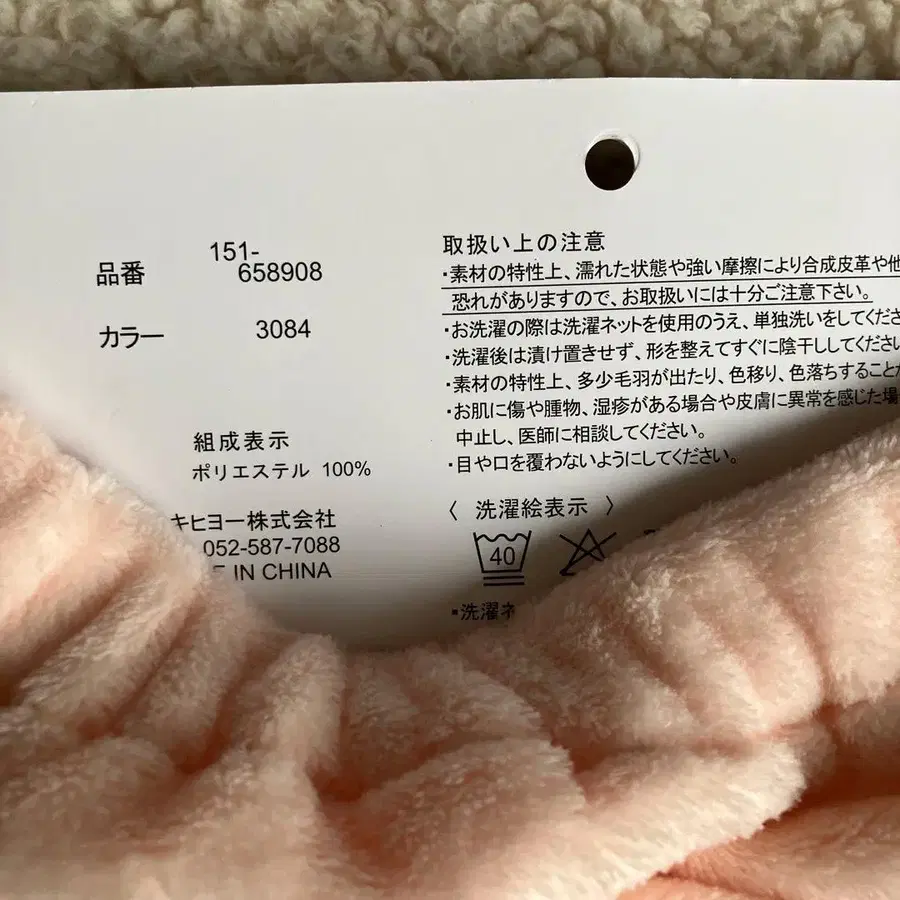 品番 151-658908
カラー 3084
組成表示
ポリエステル 100%
キヒヨー株式会社
052-587-7088
IN CHINA
取扱い上の注意
・素材の特性上、濡れた状態や強い摩擦により合成皮革や他
恐れがありますので、お取扱いには十分ご注意下さい。
・お洗濯の際は洗濯ネットを使用のうえ、単独洗いをしてくださ
・洗濯後は漬け置きせず、形を整えてすぐに陰干ししてください
・素材の特性上、多少毛羽が出たり、色移り、色落ちすることが
・お肌に傷や腫物、湿疹がある場合や皮膚に異常を感じた場
中止し、医師に相談してください。
・目や口を覆わないようにしてください。
〈 洗濯絵表示 〉
40
・洗濯ネ